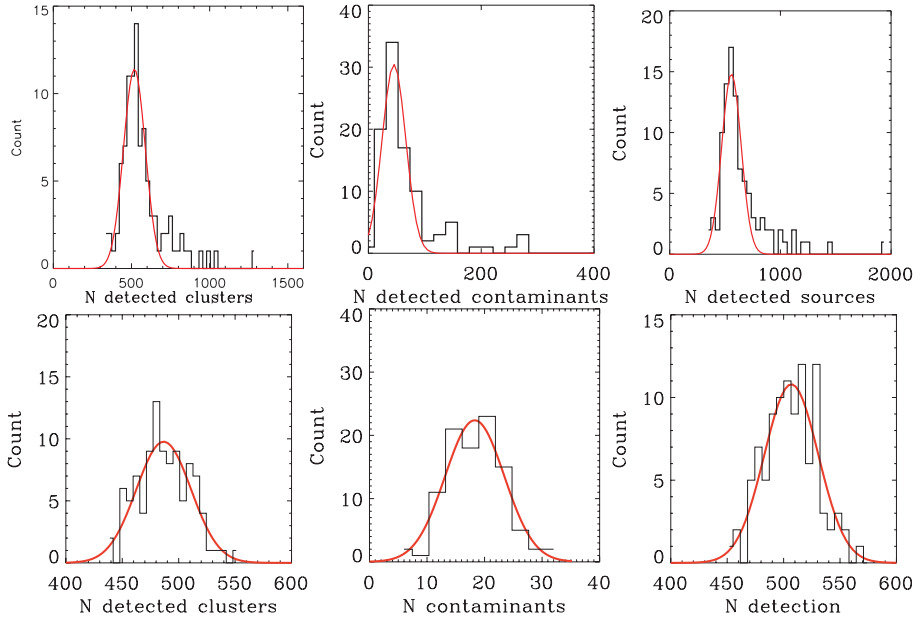 15
10
5
0
Count
0 500 1000 1500
N detected clusters
40
30
20
10
0
Count
0 200 400
N detected contaminants
20
15
10
5
0
Count
0 1000 2000
N detected sources
20
15
10
5
0
Count
400 450 500 550 600
N detected clusters
40
30
20
10
0
Count
0 10 20 30 40
N contaminants
15
10
5
0
Count
400 450 500 550 600
N detection